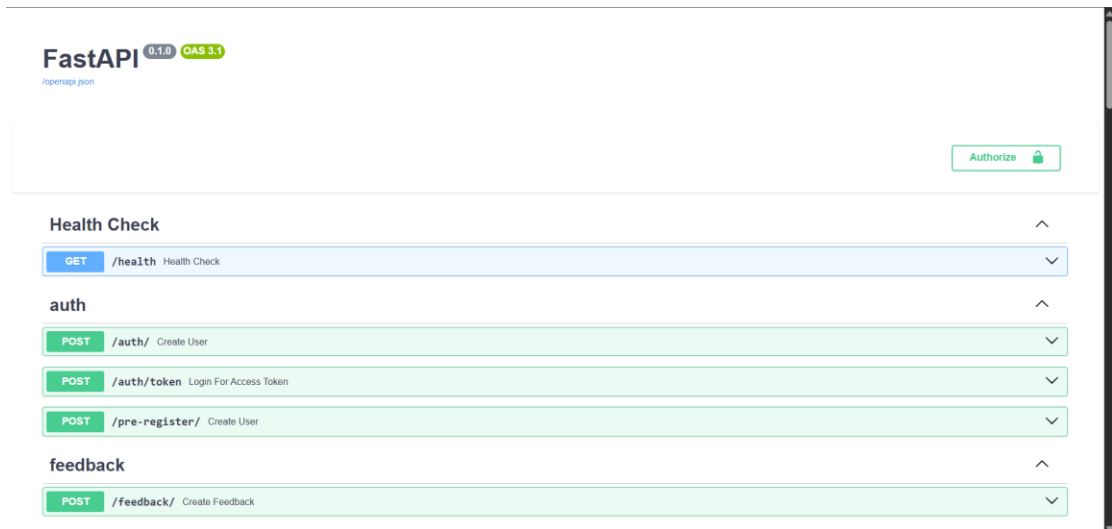 FastAPI 0.1.0 OAS 3.1
/openapi.json
Authorize
Health Check
GET /health Health Check
auth
POST /auth/ Create User
POST /auth/token Login For Access Token
POST /pre-register/ Create User
feedback
POST /feedback/ Create Feedback